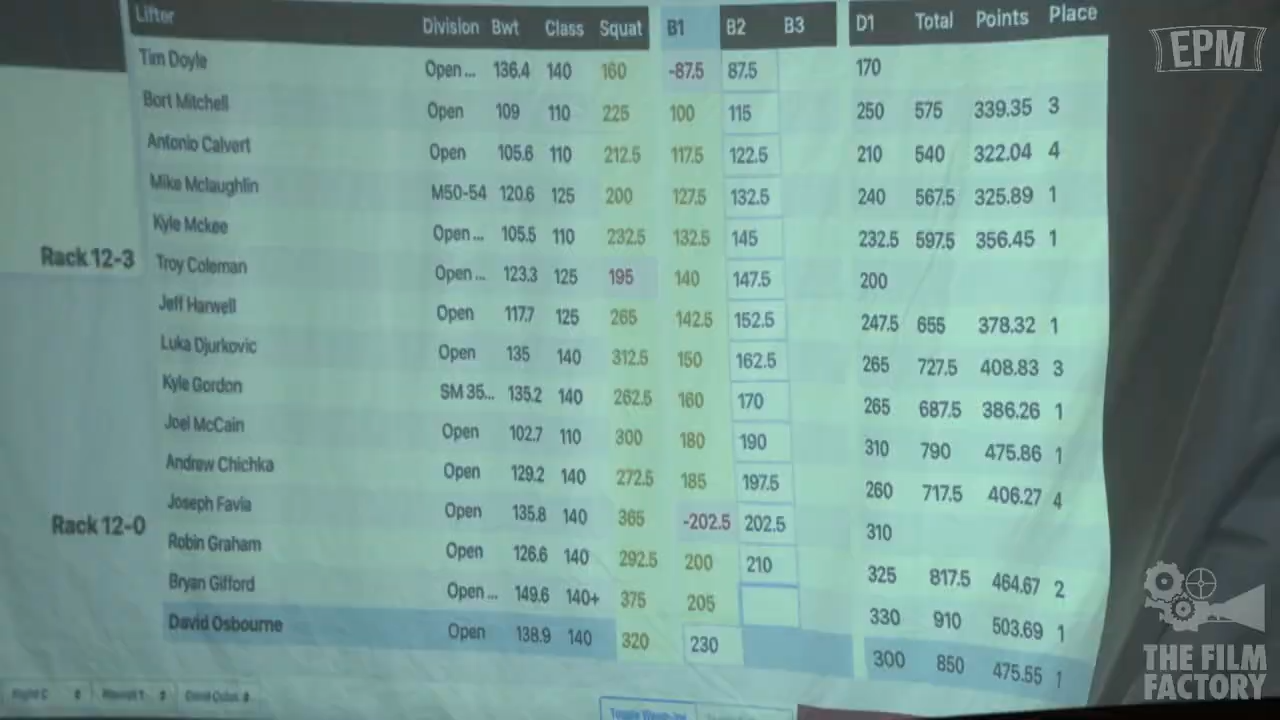 Lifter Division Bwt Class Squat B1 B2 B3 D1 Total Points Place
Tim Doyle Open... 136.4 140 160 -87.5 87.5 170
Bort Mitchell Open 109 110 225 100 115 250 575 339.35 3
Antonio Calvert Open 105.6 110 212.5 117.5 122.5 210 540 322.04 4
Mike Mclaughlin M50-54 120.6 125 200 127.5 132.5 240 567.5 325.89 1
Kyle Mckee Open... 105.5 110 232.5 132.5 145 232.5 597.5 356.45 1
Rack 12-3
Troy Coleman Open... 123.3 125 195 140 147.5 200
Jeff Harwell Open 117.7 125 265 142.5 152.5 247.5 655 378.32 1
Luka Djurkovic Open 135 140 312.5 150 162.5 265 727.5 408.83 3
Kyle Gordon SM 35... 135.2 140 262.5 160 170 265 687.5 386.26 1
Joel McCain Open 102.7 110 300 180 190 310 790 475.86 1
Andrew Chichka Open 129.2 140 272.5 185 197.5 260 717.5 406.27 4
Rack 12-0
Joseph Favia Open 135.8 140 365 -202.5 202.5 310
Robin Graham Open 126.6 140 292.5 200 210 325 817.5 464.67 2
Bryan Gifford Open... 149.6 140+ 375 205 330 910 503.69 1
David Osbourne Open 138.9 140 320 230 300 850 475.55 1
EPM
THE FILM
FACTORY